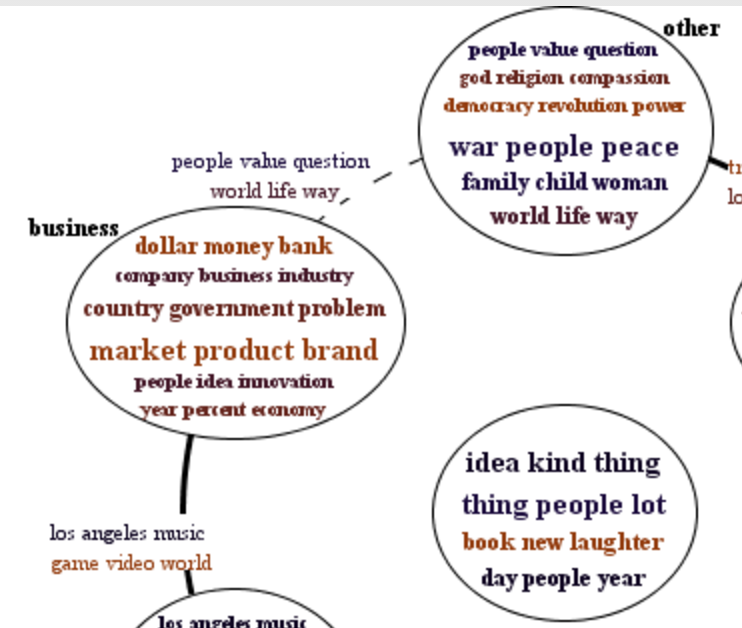 other
people value question
god religion compassion
democracy revolution power
war people peace
family child woman
world life way
people value question
world life way
business
dollar money bank
company business industry
country government problem
market product brand
people idea innovation
year percent economy
idea kind thing
thing people lot
book new laughter
day people year
los angeles music
game video world
los angeles music